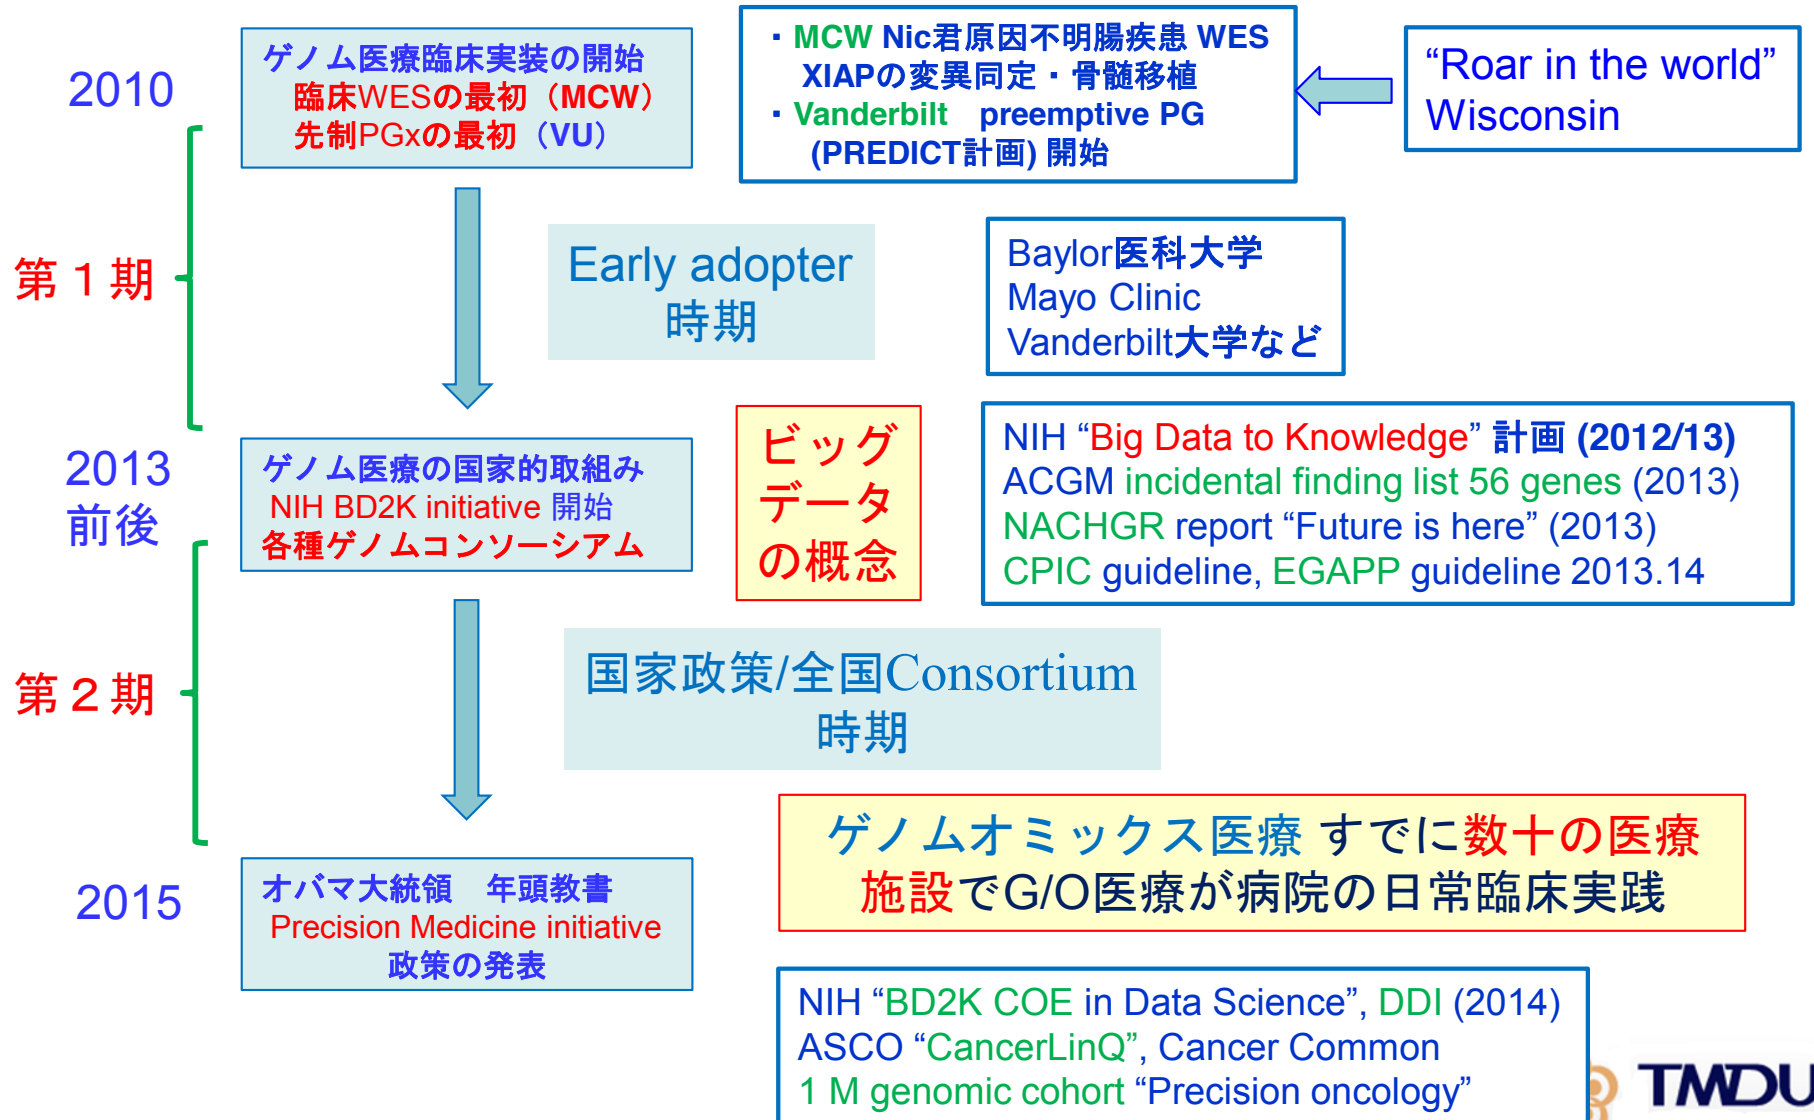 2010
ゲノム医療臨床実装の開始
臨床WESの最初（MCW）
先制PGxの最初（VU）
・MCW Nic君原因不明腸疾患 WES
XIAPの変異同定・骨髄移植
・Vanderbilt preemptive PG
(PREDICT計画) 開始
“Roar in the world”
Wisconsin
第１期
Early adopter
時期
Baylor医科大学
Mayo Clinic
Vanderbilt大学など
2013
前後
ゲノム医療の国家的取組み
NIH BD2K initiative 開始
各種ゲノムコンソーシアム
ビッグ
データ
の概念
NIH “Big Data to Knowledge” 計画 (2012/13)
ACGM incidental finding list 56 genes (2013)
NACHGR report “Future is here” (2013)
CPIC guideline, EGAPP guideline 2013.14
第２期
国家政策/全国Consortium
時期
2015
オバマ大統領　年頭教書
Precision Medicine initiative
政策の発表
ゲノムオミックス医療 すでに数十の医療
施設でG/O医療が病院の日常臨床実践
NIH “BD2K COE in Data Science”, DDI (2014)
ASCO “CancerLinQ”, Cancer Common
1 M genomic cohort “Precision oncology”
TMDU